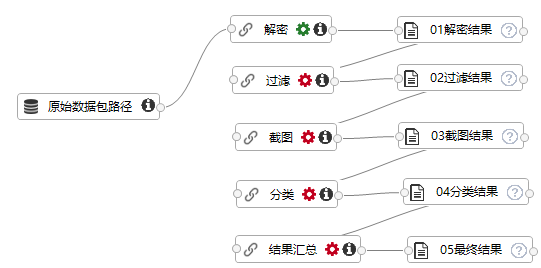 解密
01解密结果
过滤
02过滤结果
原始数据包路径
截图
03截图结果
分类
04分类结果
结果汇总
05最终结果